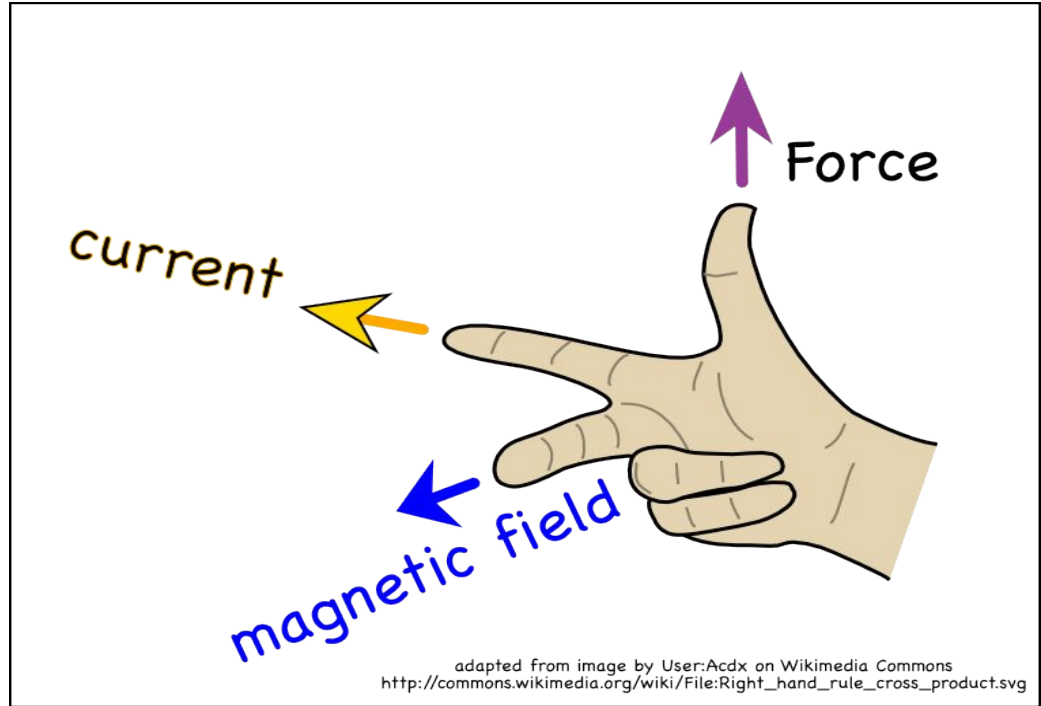 Force
current
magnetic field
adapted from image by User:Acdx on Wikimedia Commons
http://commons.wikimedia.org/wiki/File:Right_hand_rule_cross_product.svg